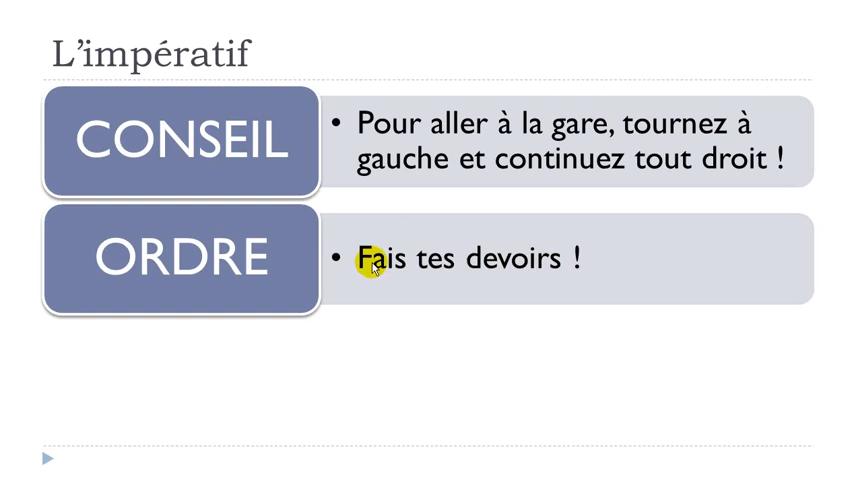 L’impératif
CONSEIL
• Pour aller à la gare, tournez à
gauche et continuez tout droit !
ORDRE
• Fais tes devoirs !